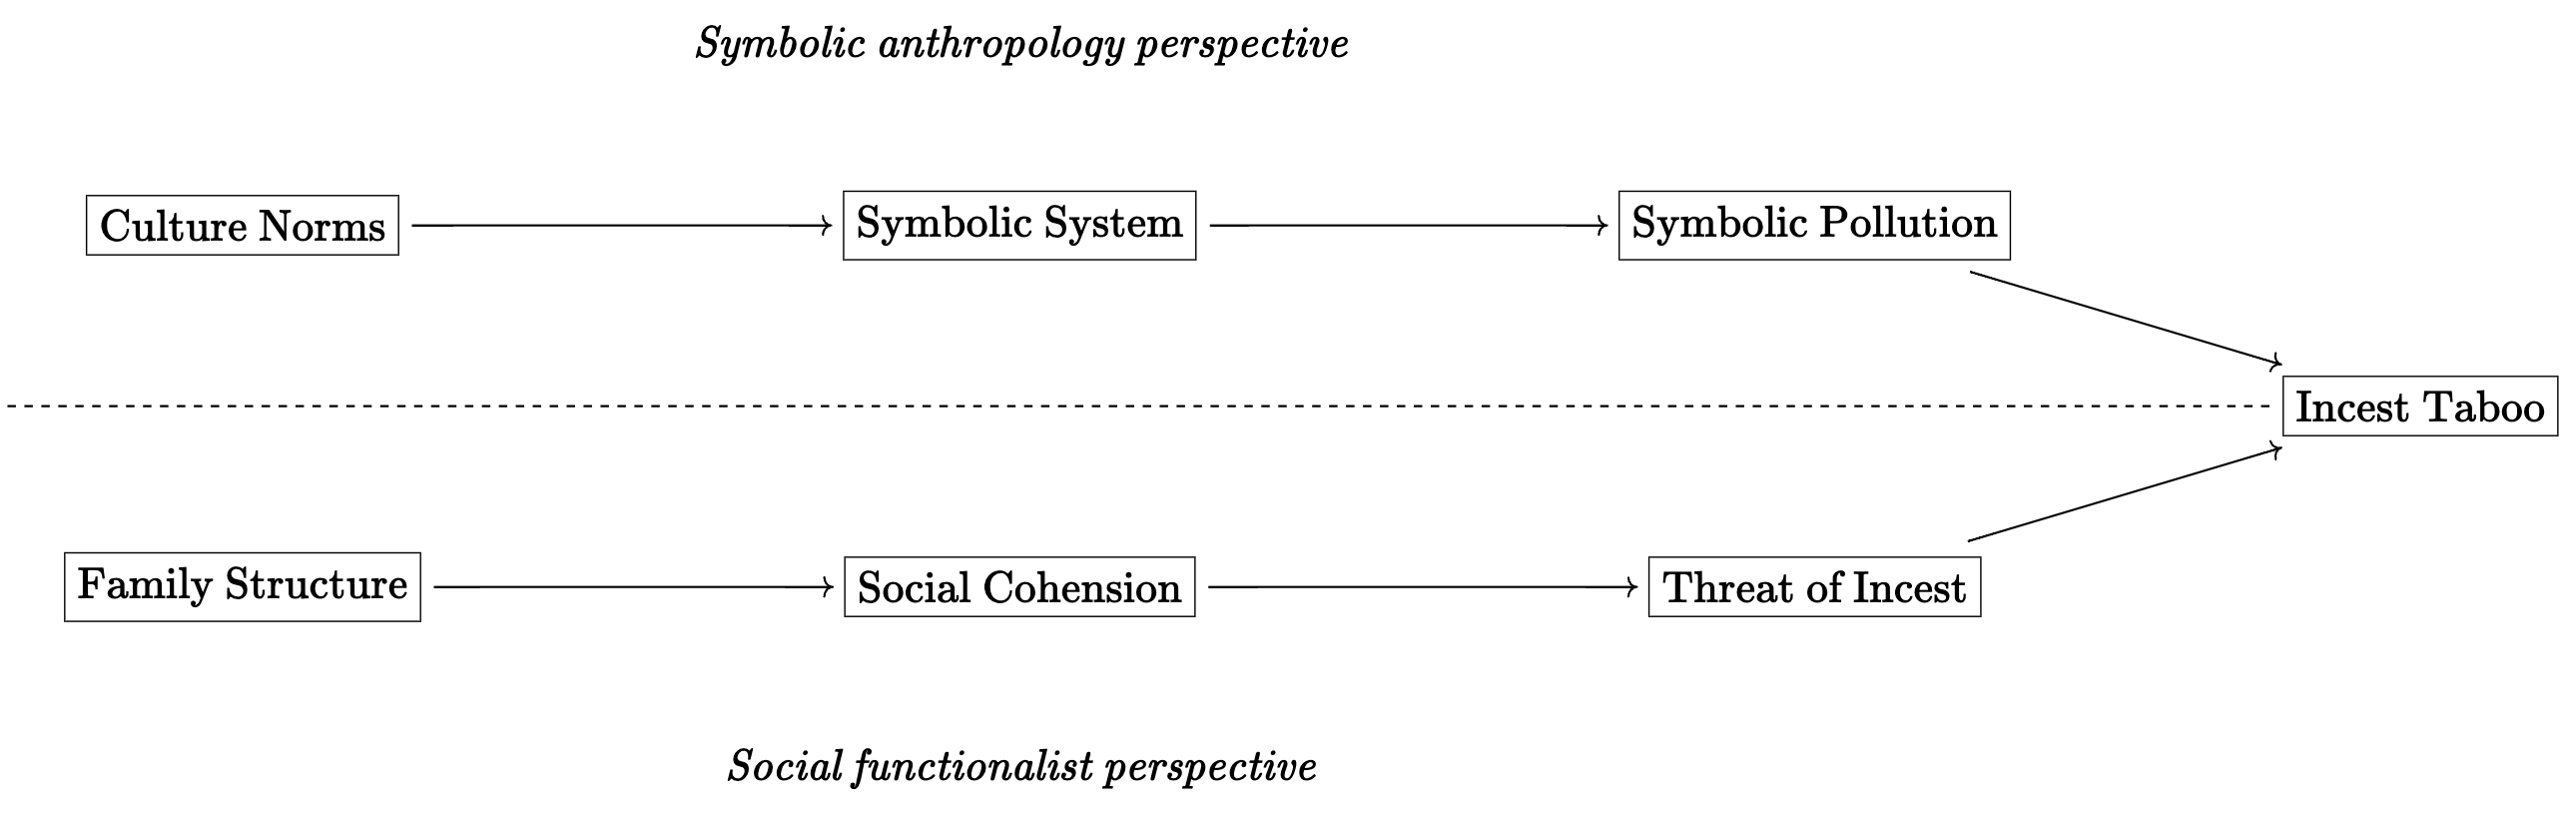 Symbolic anthropology perspective
Culture Norms
Symbolic System
Symbolic Pollution
Incest Taboo
Family Structure
Social Cohension
Threat of Incest
Social functionalist perspective